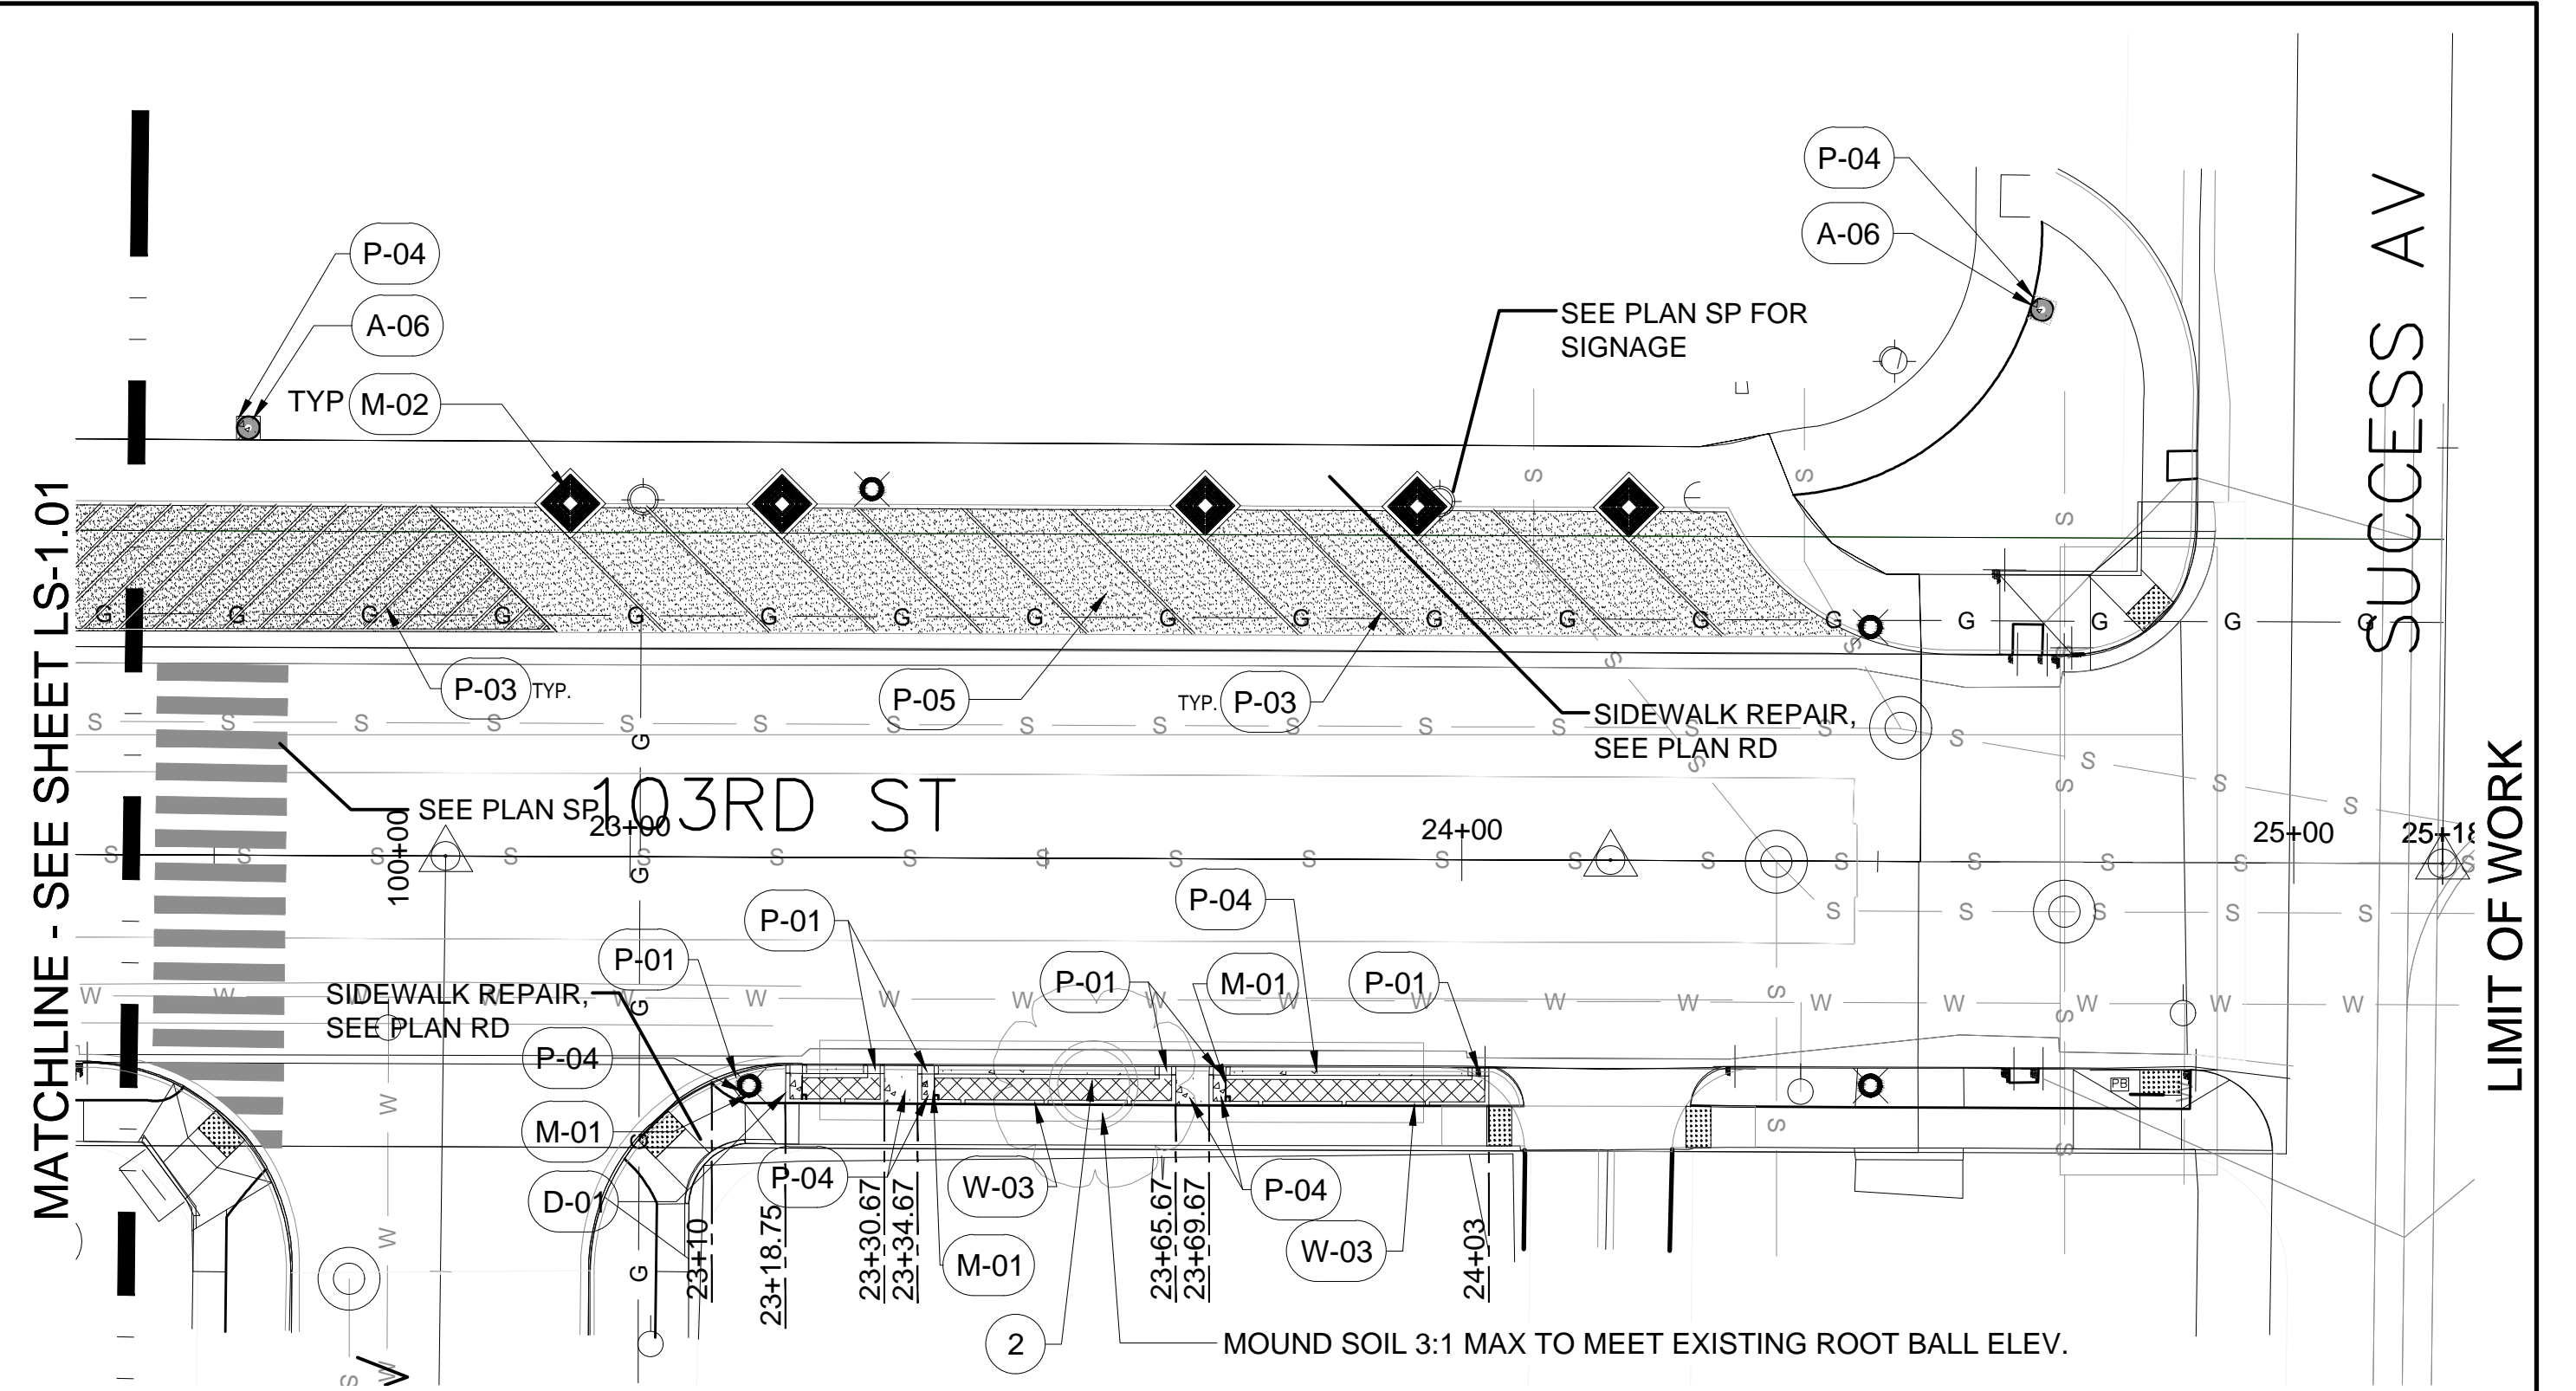 P-04
A-06
P-04
A-06
TYP M-02
SEE PLAN SP FOR
SIGNAGE
SUCCESS AV
MATCHLINE - SEE SHEET LS-1.01
S S S
S
G G G G G G G G G G G G G G G G G G
P-03 TYP.
P-05
TYP. P-03
SIDEWALK REPAIR,
SEE PLAN RD
S S S S S S S S S S S S S S
S S S S
G
SEE PLAN SP
103RD ST
100+00
23+00
24+00
25+00
25+18
S S S S S S S S S S S S S S S S S S
G
LIMIT OF WORK
P-01
P-04
S S S S S
P-01
P-01
M-01
P-01
W W W W W W W W W W W W W W W W W W
SIDEWALK REPAIR,
SEE PLAN RD
G
S S
P-04
PB
M-01
W
G
S S
P-04
W-03
P-04
D-01
W
W-03
M-01
G
23+10
23+18.75
23+30.67
23+34.67
23+65.67
23+69.67
24+03
2
MOUND SOIL 3:1 MAX TO MEET EXISTING ROOT BALL ELEV.
S W V